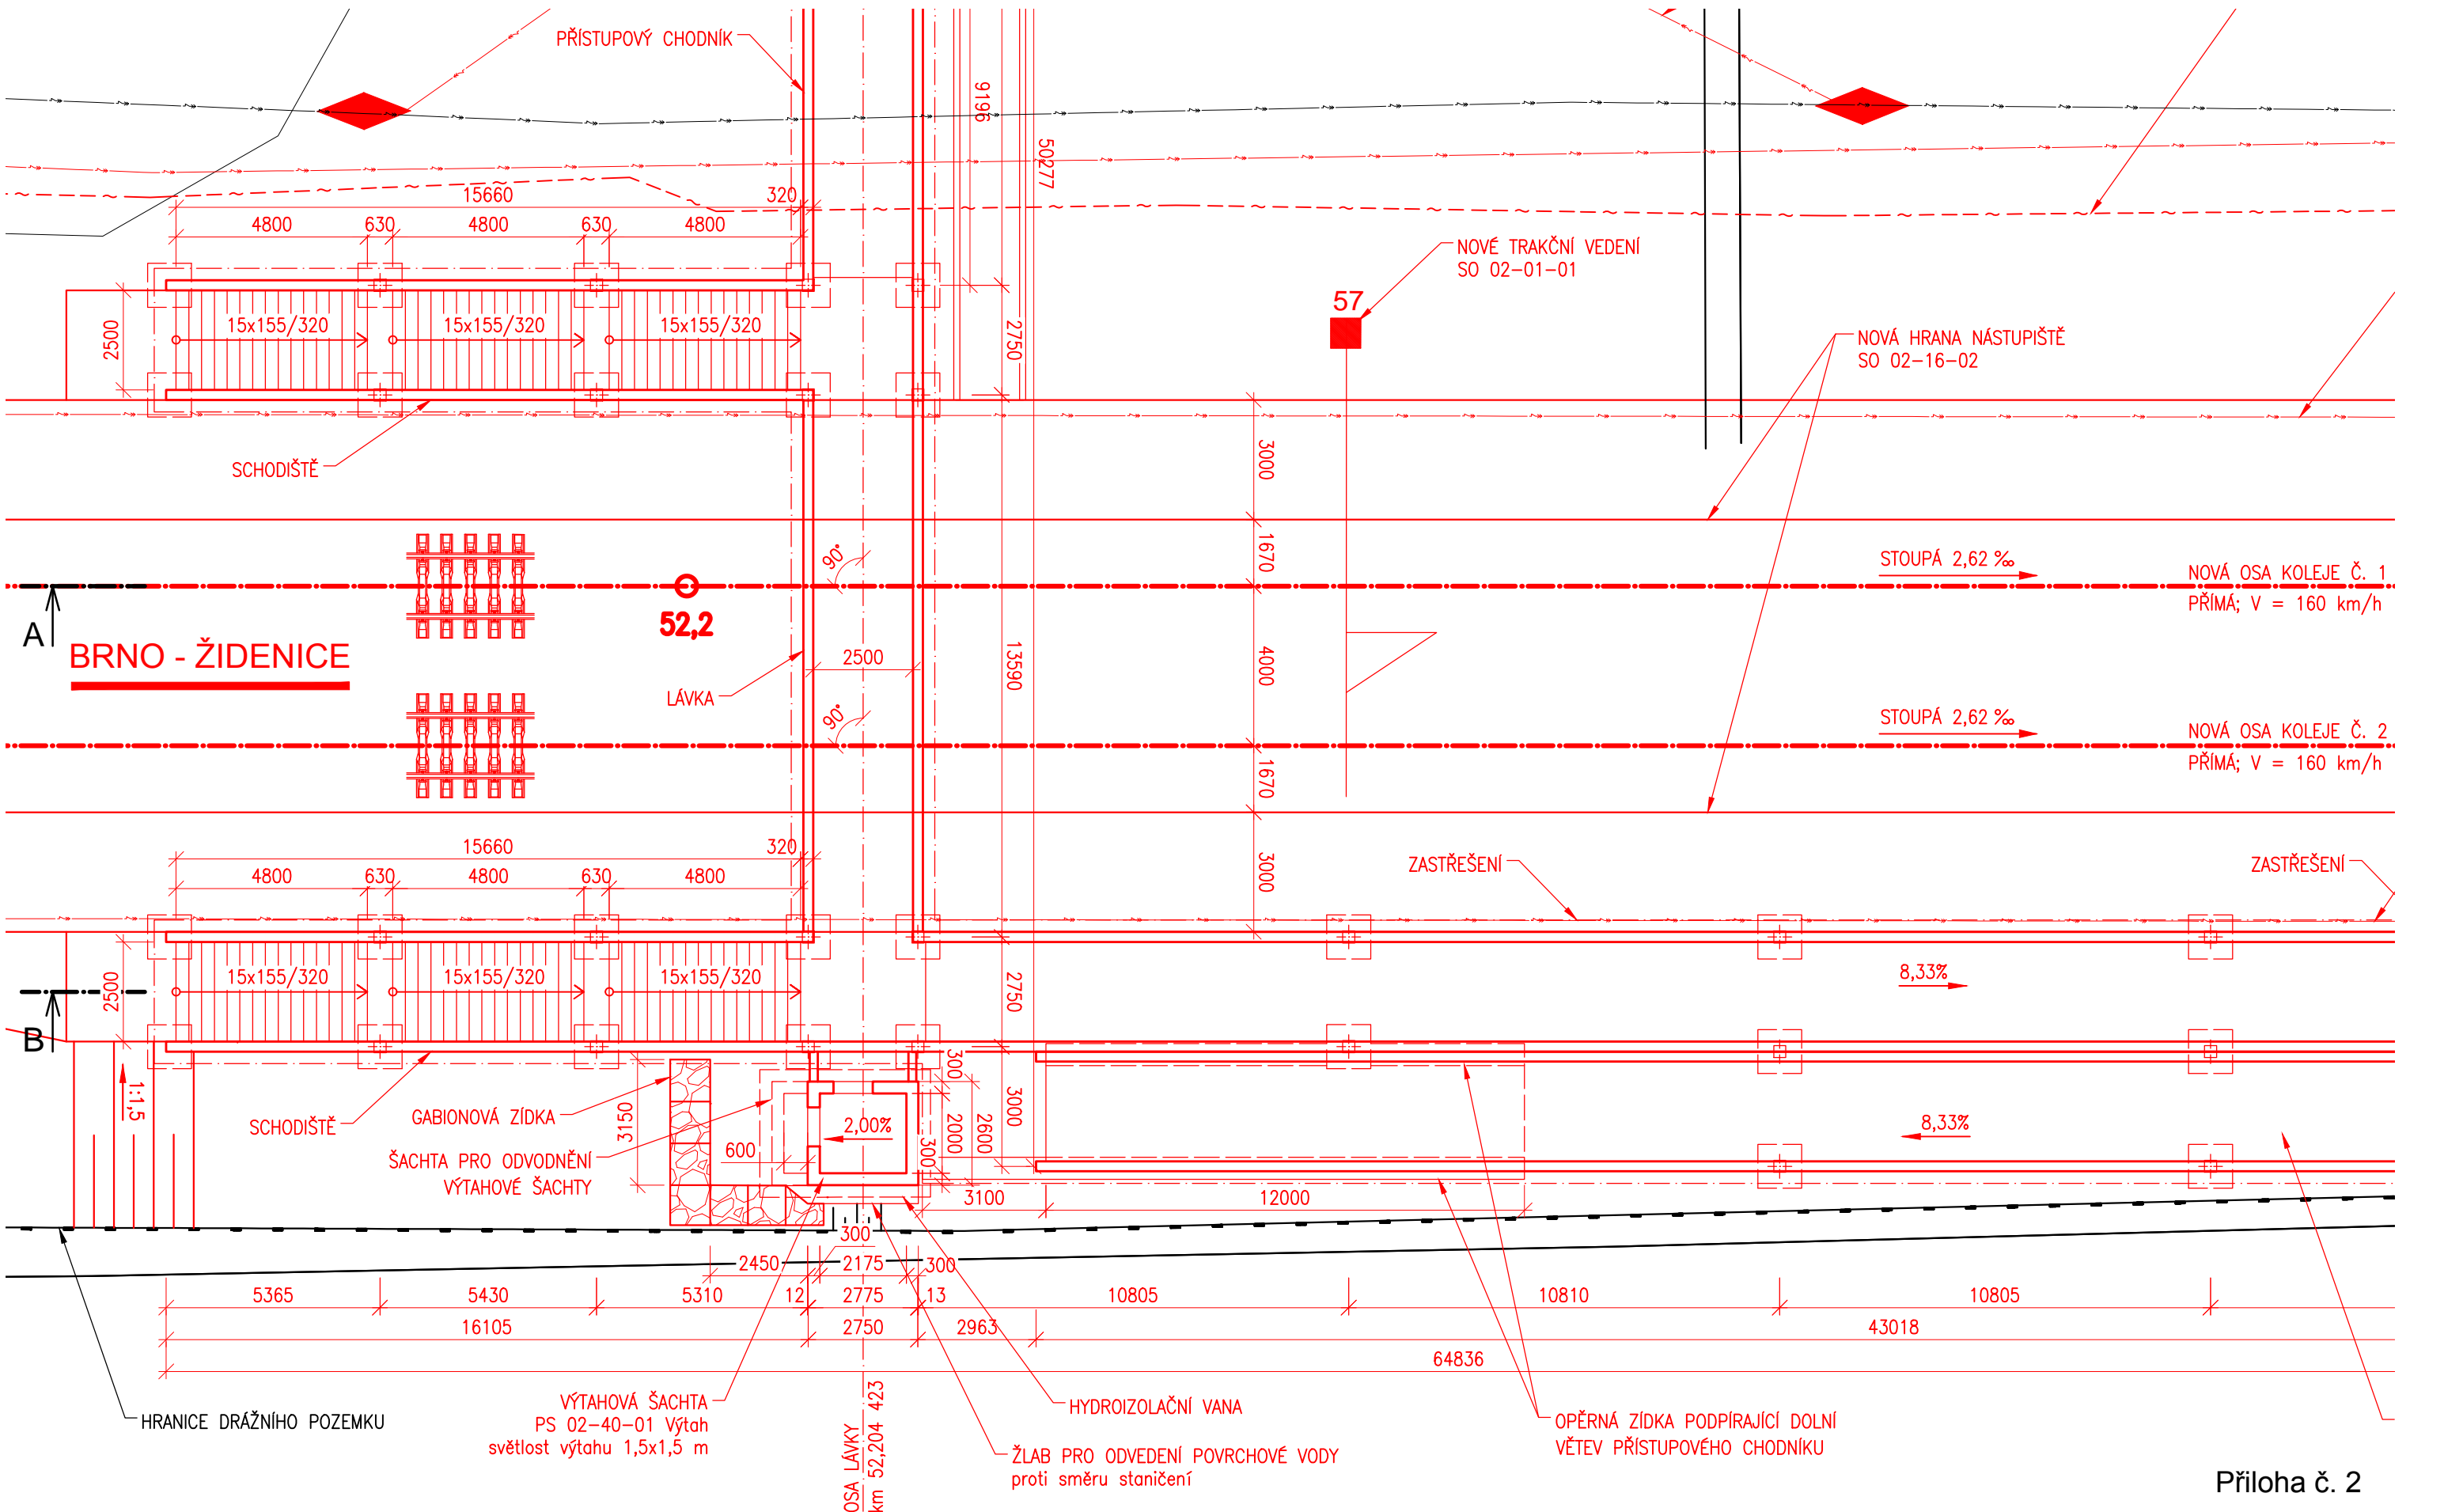 PŘÍSTUPOVÝ CHODNÍK
9196
50277
15660
320
4800
630
4800
630
4800
NOVÉ TRAKČNÍ VEDENÍ
SO 02-01-01
57
2500
15x155/320
15x155/320
15x155/320
2750
NOVÁ HRANA NÁSTUPIŠTĚ
SO 02-16-02
SCHODIŠTĚ
3000
1670
90°
STOUPÁ 2,62 ‰
NOVÁ OSA KOLEJE Č. 1
PŘÍMÁ; V = 160 km/h
A
52,2
BRNO - ŽIDENICE
2500
13590
4000
LÁVKA
90°
STOUPÁ 2,62 ‰
NOVÁ OSA KOLEJE Č. 2
PŘÍMÁ; V = 160 km/h
1670
15660
320
3000
ZASTŘEŠENÍ
ZASTŘEŠENÍ
4800
630
4800
630
4800
2500
15x155/320
15x155/320
15x155/320
2750
8,33%
B
1:1,5
SCHODIŠTĚ
GABIONOVÁ ZÍDKA
3150
2,00%
300
2000
2600
3000
8,33%
ŠACHTA PRO ODVODNĚNÍ
VÝTAHOVÉ ŠACHTY
600
300
3100
12000
300
2450
2175
300
5365
5430
5310
12
2775
13
10805
10810
10805
16105
2750
2963
43018
64836
HRANICE DRÁŽNÍHO POZEMKU
VÝTAHOVÁ ŠACHTA
PS 02-40-01 Výtah
světlost výtahu 1,5x1,5 m
OSA LÁVKY
km 52,204 423
HYDROIZOLAČNÍ VANA
ŽLAB PRO ODVEDENÍ POVRCHOVÉ VODY
proti směru staničení
OPĚRNÁ ZÍDKA PODPÍRAJÍCÍ DOLNÍ
VĚTEV PŘÍSTUPOVÉHO CHODNÍKU
Přiloha č. 2